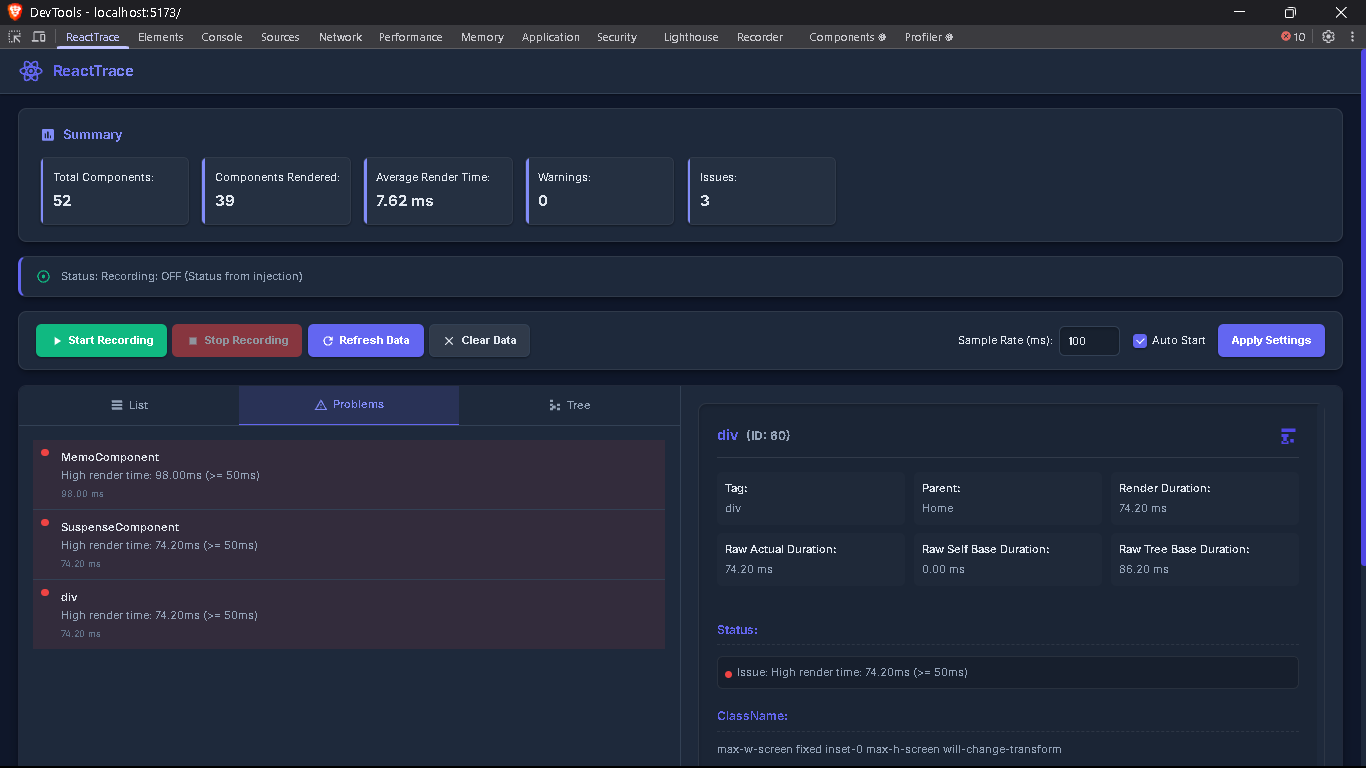 DevTools - localhost:5173/
ReactTrace Elements Console Sources Network Performance Memory Application Security Lighthouse Recorder Components Profiler 10
ReactTrace
Summary
Total Components: Components Rendered: Average Render Time: Warnings: Issues:
52 39 7.62 ms 0 3
Status: Recording: OFF (Status from injection)
Start Recording Stop Recording Refresh Data Clear Data Sample Rate (ms): 100 Auto Start Apply Settings
List Problems Tree
MemoComponent
High render time: 98.00ms (>= 50ms)
98.00 ms
SuspenseComponent
High render time: 74.20ms (>= 50ms)
74.20 ms
div
High render time: 74.20ms (>= 50ms)
74.20 ms
div (ID: 60)
Tag: Parent: Render Duration:
div Home 74.20 ms
Raw Actual Duration: Raw Self Base Duration: Raw Tree Base Duration:
74.20 ms 0.00 ms 86.20 ms
Status:
Issue: High render time: 74.20ms (>= 50ms)
ClassName:
max-w-screen fixed inset-0 max-h-screen will-change-transform